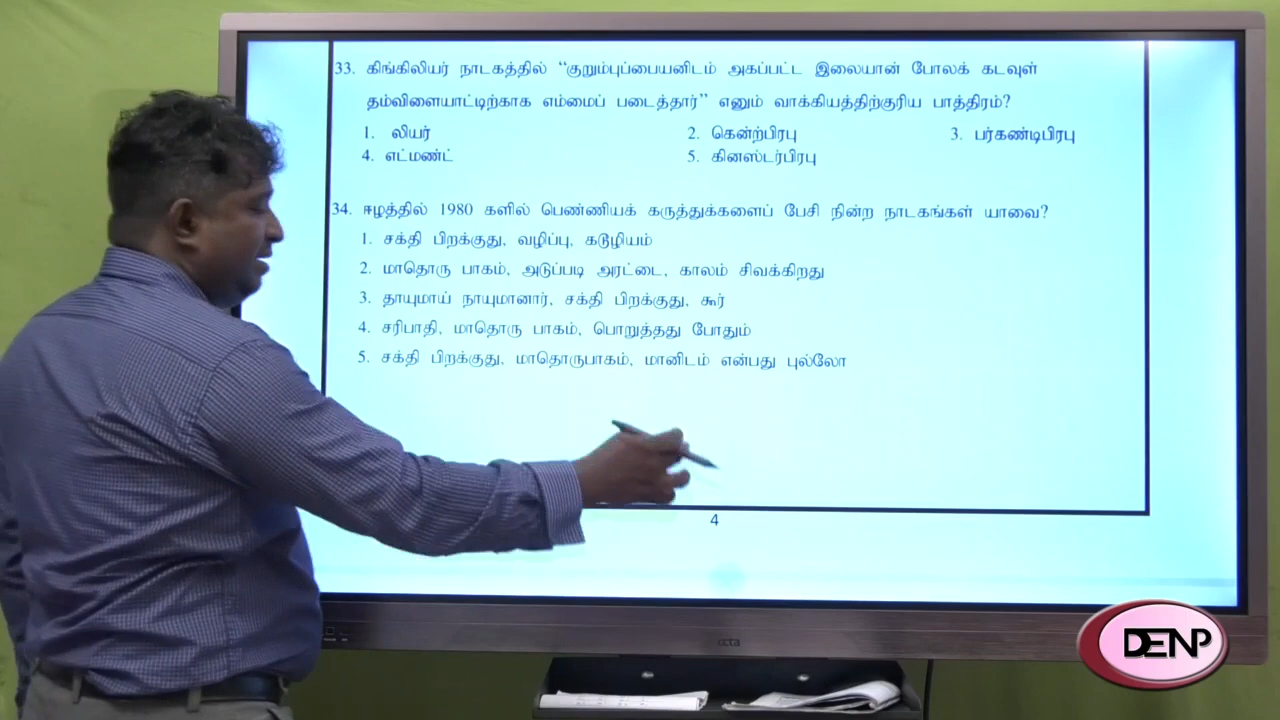 33. கிங்கிலியர் நாடகத்தில் “குறும்புப்பையனிடம் அகப்பட்ட இலையான் போலக் கடவுள்
தம்விளையாட்டிற்காக எம்மைப் படைத்தார்” எனும் வாக்கியத்திற்குரிய பாத்திரம்?
1. லியர் 2. கென்ற்பிரபு 3. பர்கண்டிபிரபு
4. எட்மண்ட் 5. கினஸ்டர்பிரபு
34. ஈழத்தில் 1980 களில் பெண்ணியக் கருத்துக்களைப் பேசி நின்ற நாடகங்கள் யாவை?
1. சக்தி பிறக்குது, வழிப்பு, கடூழியம்
2. மாதொரு பாகம், அடுப்படி அரட்டை, காலம் சிவக்கிறது
3. தாயுமாய் நாயுமானார், சக்தி பிறக்குது, கூர்
4. சரிபாதி, மாதொரு பாகம், பொறுத்தது போதும்
5. சக்தி பிறக்குது, மாதொருபாகம், மானிடம் என்பது புல்லோ
4
DENP